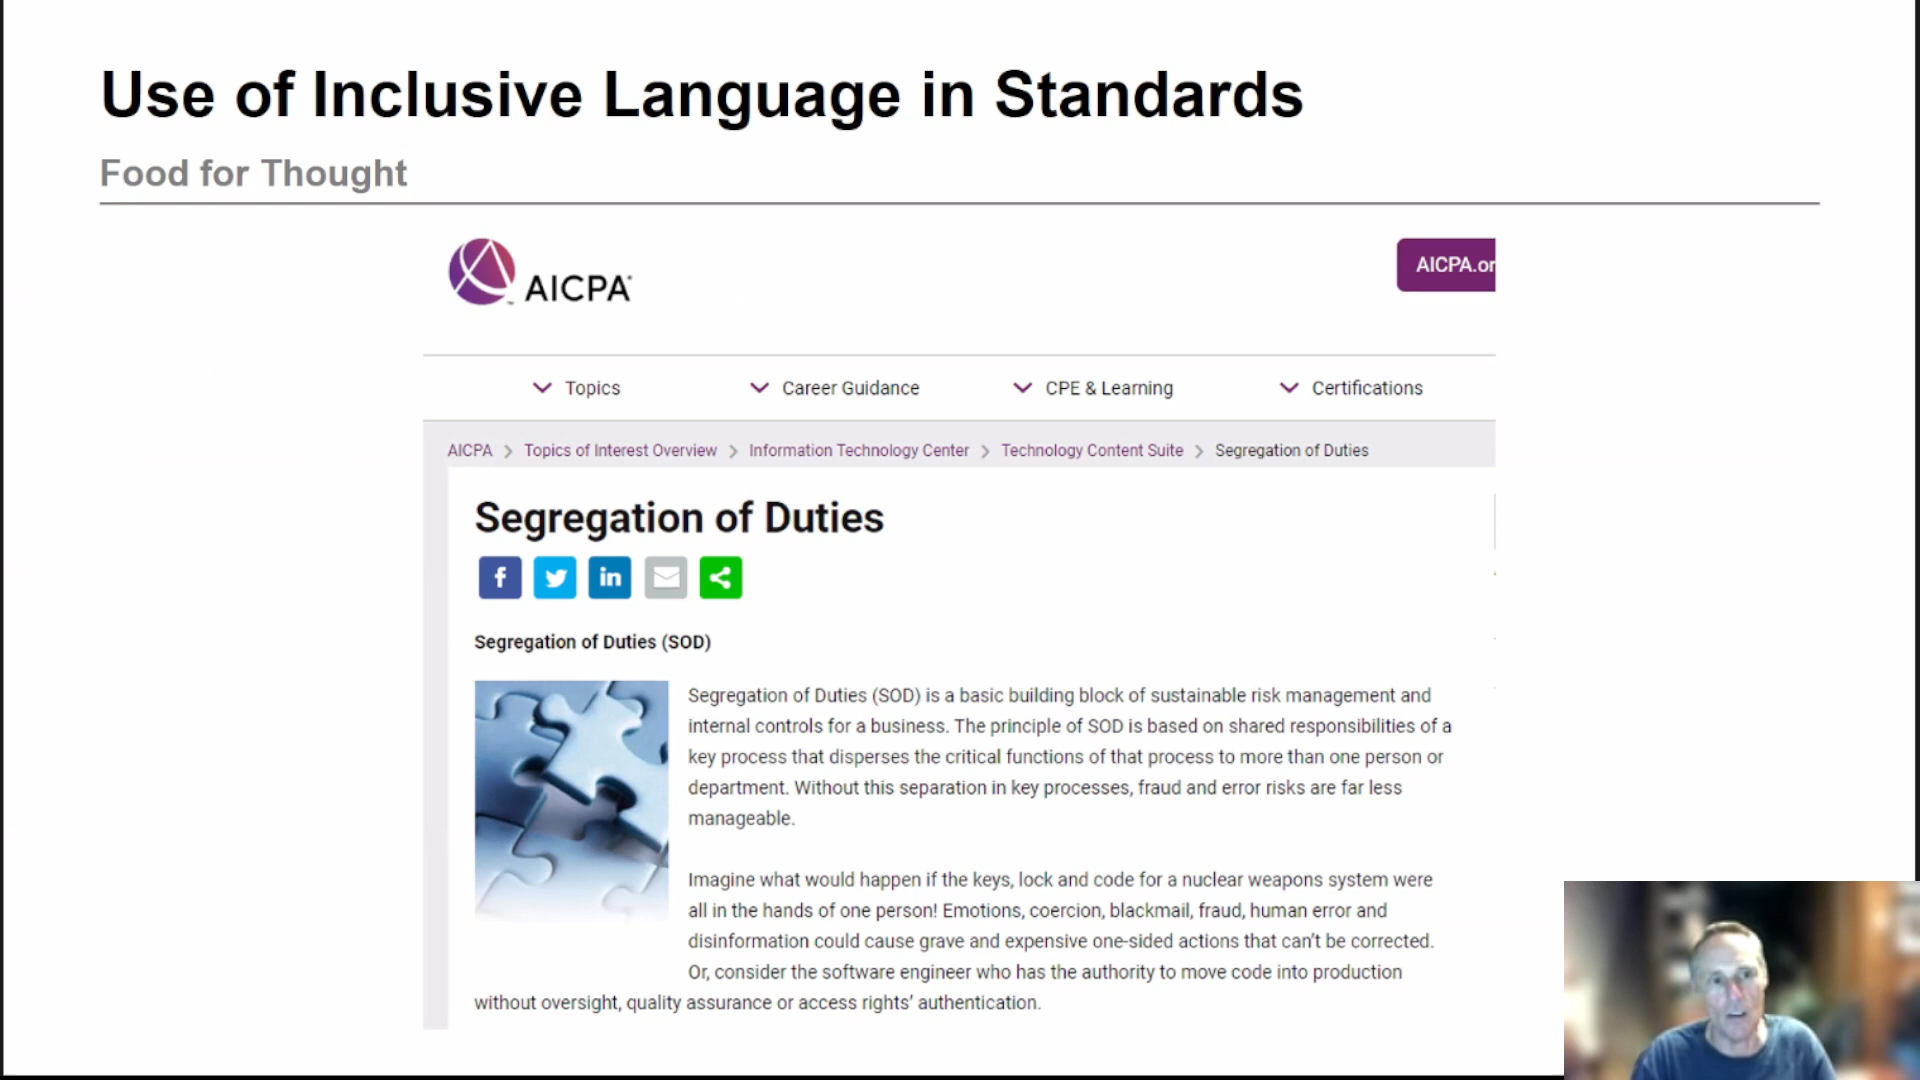 Use of Inclusive Language in Standards
Food for Thought
AICPA
AICPA.or
Topics
Career Guidance
CPE & Learning
Certifications
AICPA > Topics of Interest Overview > Information Technology Center > Technology Content Suite > Segregation of Duties
Segregation of Duties
Segregation of Duties (SOD)
Segregation of Duties (SOD) is a basic building block of sustainable risk management and
internal controls for a business. The principle of SOD is based on shared responsibilities of a
key process that disperses the critical functions of that process to more than one person or
department. Without this separation in key processes, fraud and error risks are far less
manageable.
Imagine what would happen if the keys, lock and code for a nuclear weapons system were
all in the hands of one person! Emotions, coercion, blackmail, fraud, human error and
disinformation could cause grave and expensive one-sided actions that can't be corrected.
Or, consider the software engineer who has the authority to move code into production
without oversight, quality assurance or access rights' authentication.